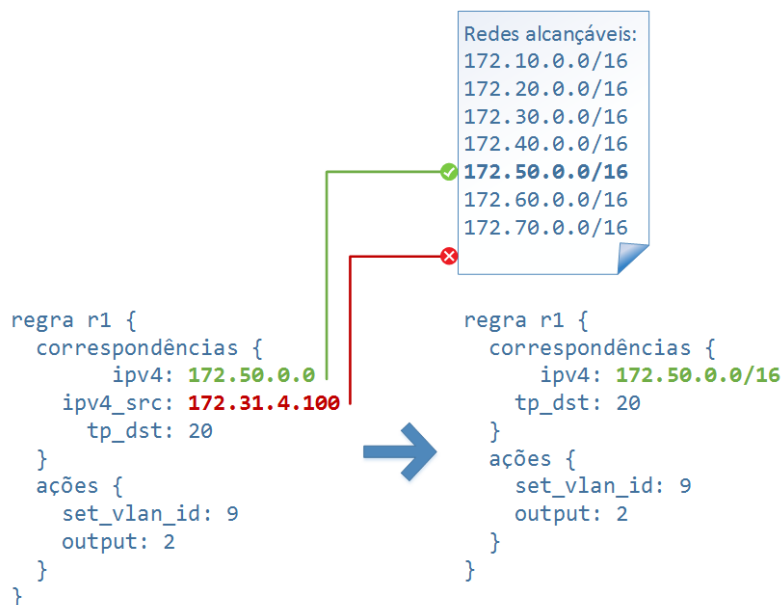 Redes alcançáveis:
172.10.0.0/16
172.20.0.0/16
172.30.0.0/16
172.40.0.0/16
172.50.0.0/16
172.60.0.0/16
172.70.0.0/16
regra r1 {
correspondências {
ipv4: 172.50.0.0
ipv4_src: 172.31.4.100
tp_dst: 20
}
ações {
set_vlan_id: 9
output: 2
}
}
regra r1 {
correspondências {
ipv4: 172.50.0.0/16
tp_dst: 20
}
ações {
set_vlan_id: 9
output: 2
}
}